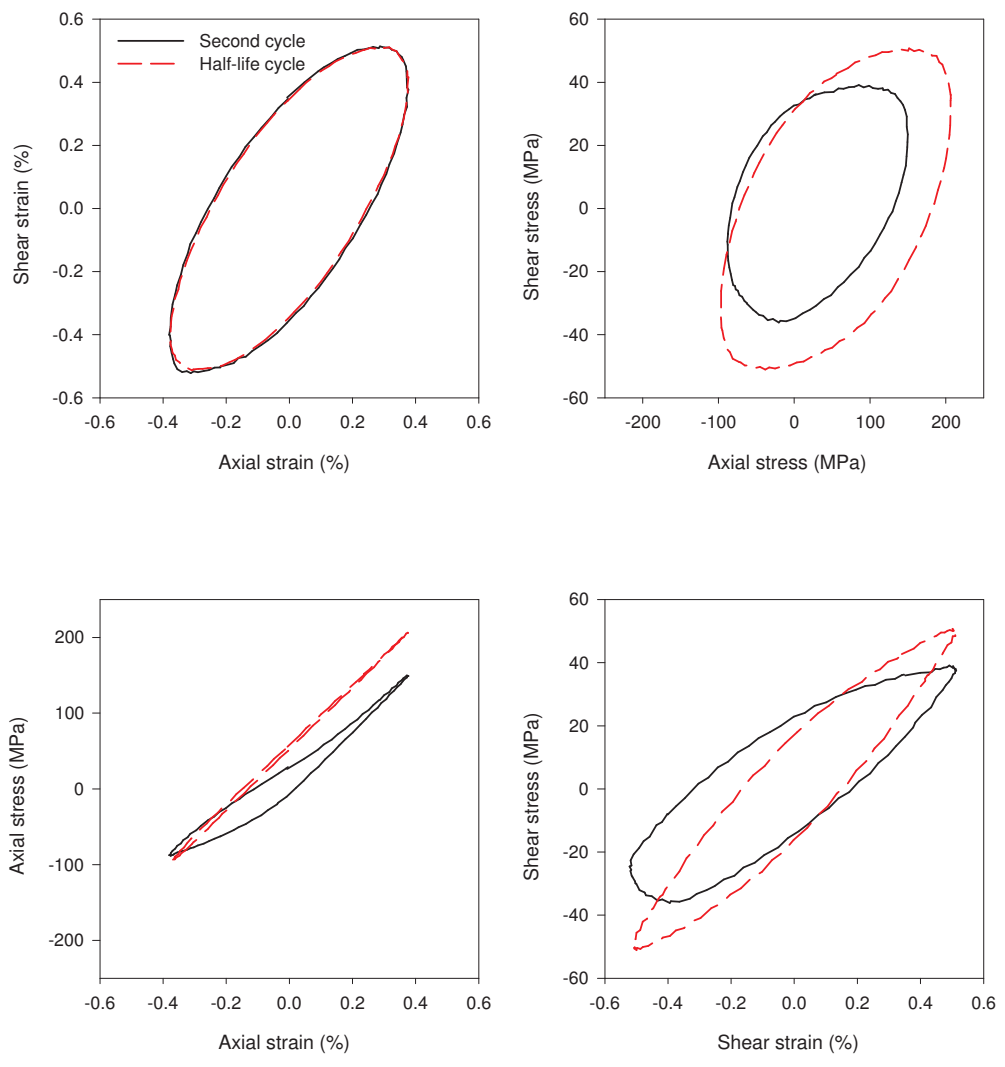 0.6
0.4
0.2
0.0
-0.2
-0.4
-0.6
-0.6 -0.4 -0.2 0.0 0.2 0.4 0.6
Shear strain (%)
Axial strain (%)
Second cycle
Half-life cycle
60
40
20
0
-20
-40
-60
-200 -100 0 100 200
Shear stress (MPa)
Axial stress (MPa)
200
100
0
-100
-200
-0.6 -0.4 -0.2 0.0 0.2 0.4 0.6
Axial stress (MPa)
Axial strain (%)
60
40
20
0
-20
-40
-60
-0.6 -0.4 -0.2 0.0 0.2 0.4 0.6
Shear stress (MPa)
Shear strain (%)